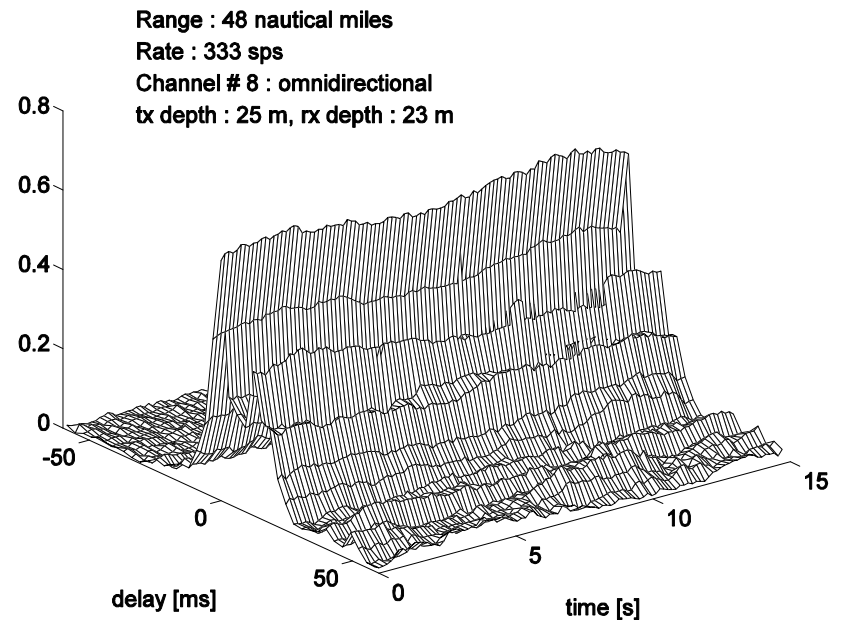 Range : 48 nautical miles
Rate : 333 sps
Channel # 8 : omnidirectional
tx depth : 25 m, rx depth : 23 m
0.8
0.6
0.4
0.2
0
-50
0
50
delay [ms]
0
5
10
15
time [s]